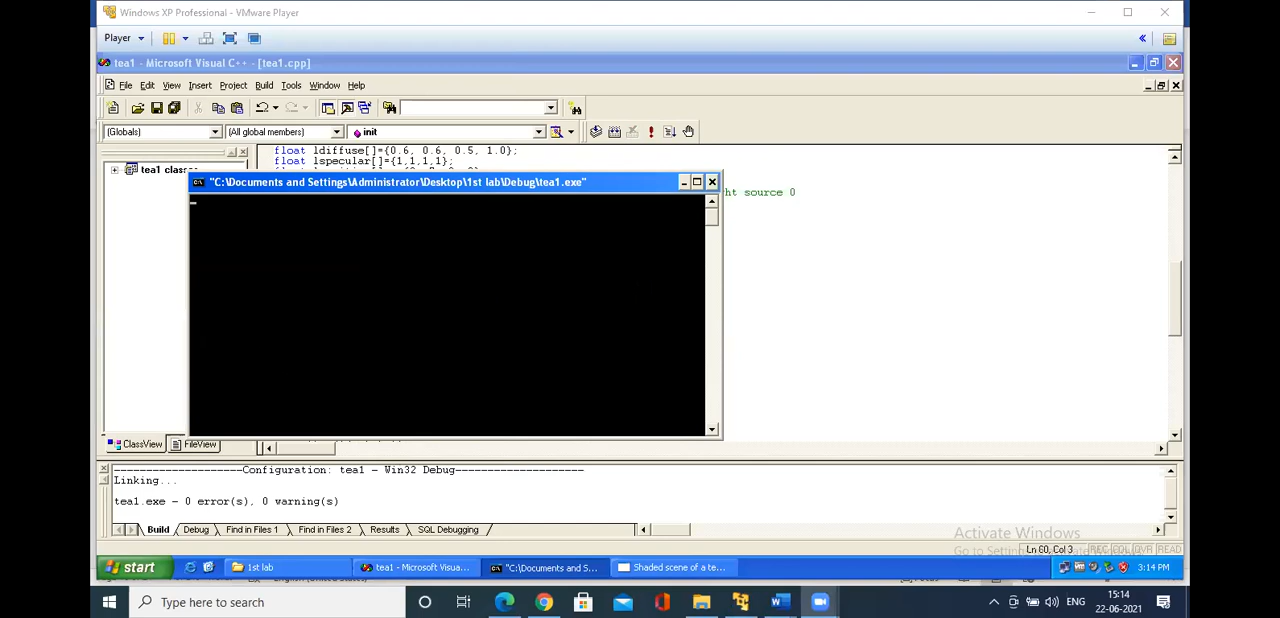 Windows XP Professional - VMware Player
Player
tea1 - Microsoft Visual C++ - [tea1.cpp]
File Edit View Insert Project Build Tools Window Help
(Globals) (All global members) init
float ldiffuse[]={0.6, 0.6, 0.5, 1.0};
float lspecular[]={1,1,1,1};
tea1 classes
"C:\Documents and Settings\Administrator\Desktop\1st lab\Debug\tea1.exe"
ht source 0
ClassView FileView
--------------------Configuration: tea1 - Win32 Debug--------------------
Linking...
tea1.exe - 0 error(s), 0 warning(s)
Build Debug Find in Files 1 Find in Files 2 Results SQL Debugging
Activate Windows
Ln 60, Col 3 REC COL OVR READ
start 1st lab tea1 - Microsoft Visua... "C:\Documents and S... Shaded scene of a te... 3:14 PM
Type here to search ENG 15:14
22-06-2021